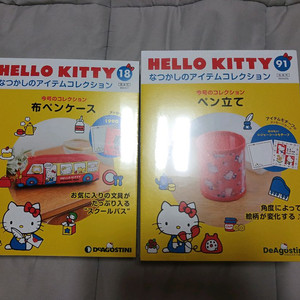 HELLO KITTY 18
なつかしのアイテムコレクション
今号のコレクション
布ペンケース
お気に入りの文具が
たっぷり入る
"スクールバス"
DEAGOSTINI
HELLO KITTY 91
なつかしのアイテムコレクション
今号のコレクション
ペン立て
角度によって
絵柄が変化する
DeAgostini